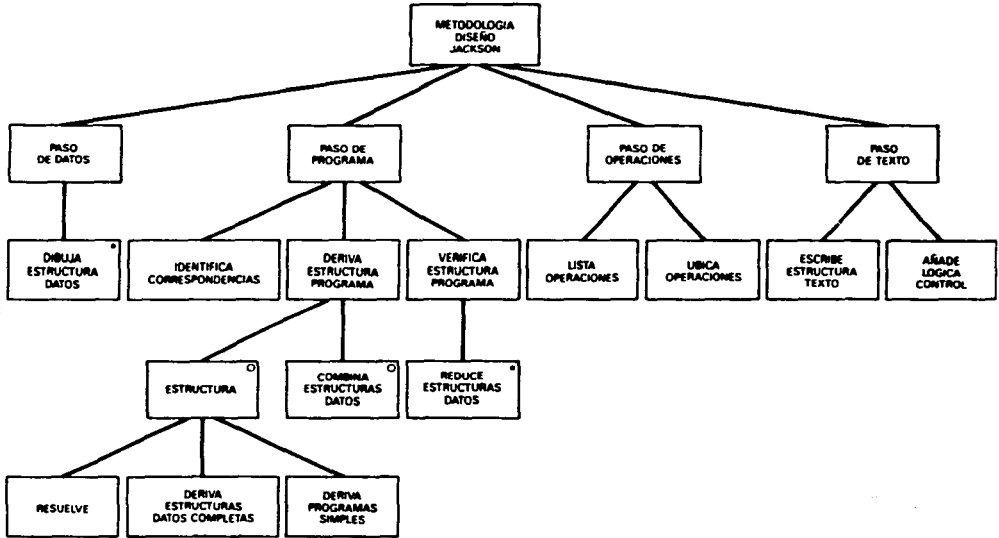 METODOLOGIA
DISEÑO
JACKSON
PASO
DE DATOS
PASO DE
PROGRAMA
PASO DE
OPERACIONES
PASO
DE TEXTO
DIBUJA
ESTRUCTURA
DATOS
IDENTIFICA
CORRESPONDENCIAS
DERIVA
ESTRUCTURA
PROGRAMA
VERIFICA
ESTRUCTURA
PROGRAMA
LISTA
OPERACIONES
UBICA
OPERACIONES
ESCRIBE
ESTRUCTURA
TEXTO
AÑADE
LOGICA
CONTROL
ESTRUCTURA
COMBINA
ESTRUCTURAS
DATOS
REDUCE
ESTRUCTURAS
DATOS
RESUELVE
DERIVA
ESTRUCTURAS
DATOS COMPLETAS
DERIVA
PROGRAMAS
SIMPLES